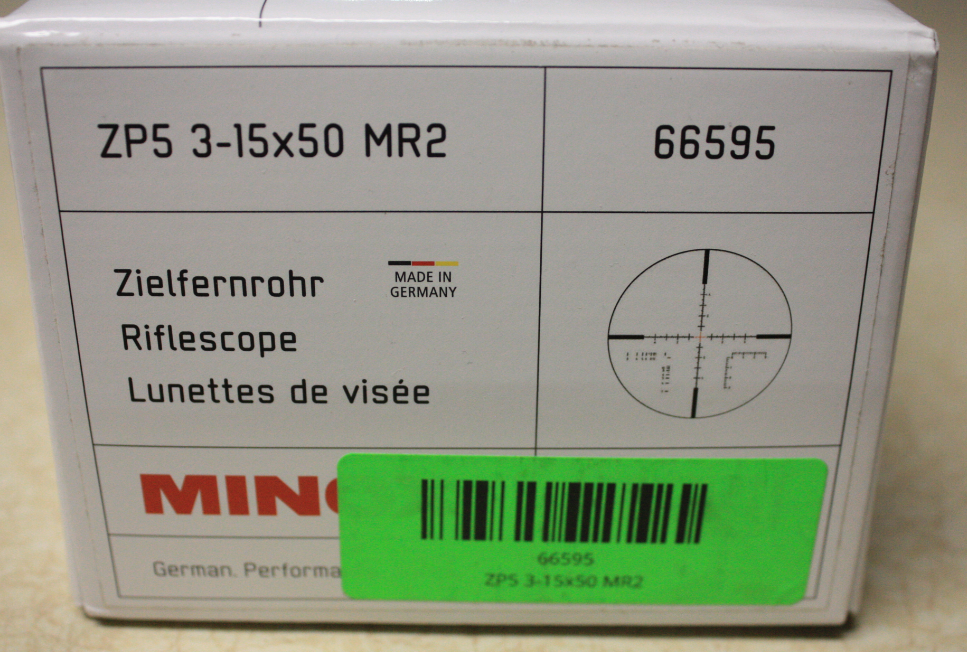 ZP5 3-15x50 MR2
66595
Zielfernrohr
MADE IN
GERMANY
Riflescope
Lunettes de visée
MIN
German. Performa
66595
ZP5 3-15x50 MR2